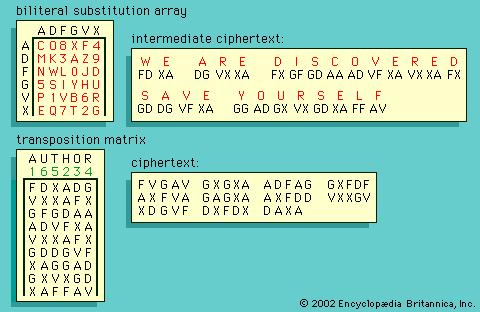 biliteral substitution array
A D F G V X
A C O 8 X F 4
D M K 3 A Z 9
F N W L 0 J D
G 5 S I Y H U
V P 1 V B 6 R
X E Q 7 T 2 G
intermediate ciphertext:
W E A R E D I S C O V E R E D
FD XA DG VX XA FX GF GD AA AD VF XA VX XA FX
S A V E Y O U R S E L F
GD DG VF XA GG AD GX VX GD XA FF AV
transposition matrix
A U T H O R
1 6 5 2 3 4
F D X A D G
V X X A F X
G F G D A A
A D V F X A
V X X A F X
G D D G V F
X A G G A D
G X V X G D
X A F F A V
ciphertext:
FVGAV GXGXA ADFAG GXFDF
AXFVA GAGXA AXFDD VXXGV
XDGVF DXFDX DAXA
© 2002 Encyclopædia Britannica, Inc.